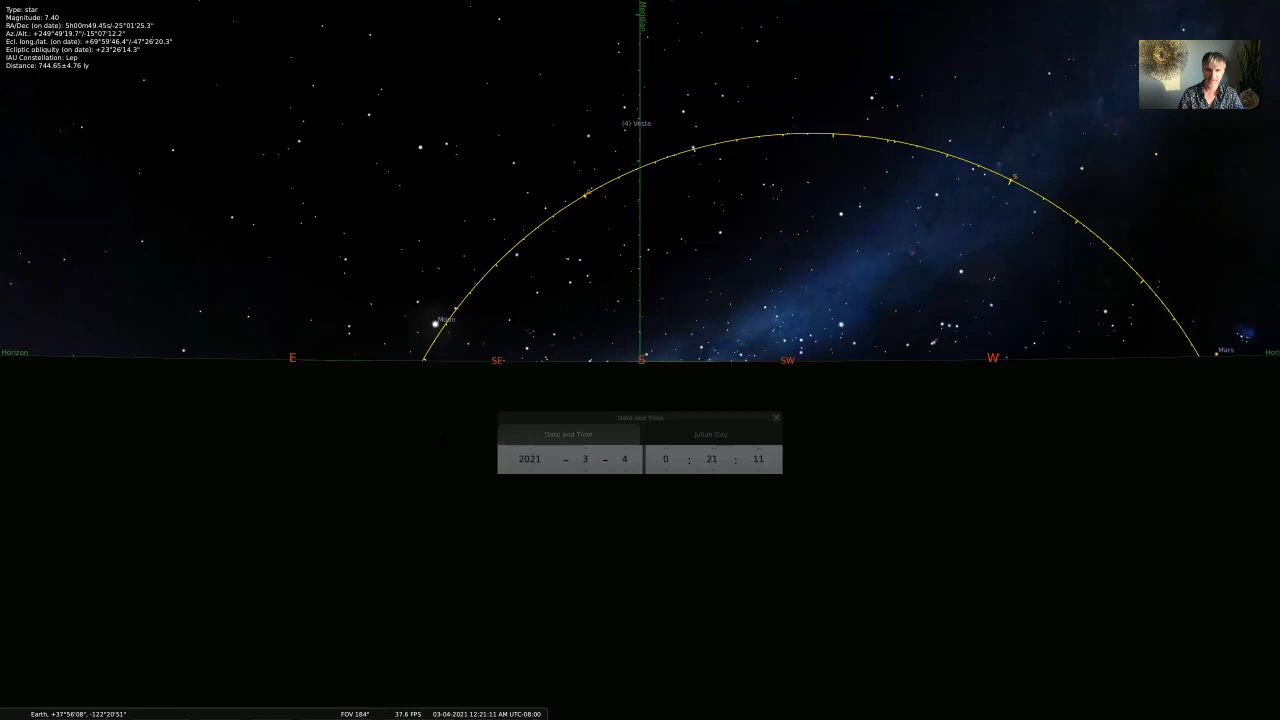 Type: star
Magnitude: 7.40
RA/Dec (on date): 5h00m49.45s/-25°01'25.3"
Az./Alt.: +249°49'19.7"/-15°07'12.2"
Ecl. long./lat. (on date): +69°59'46.4"/-47°26'20.3"
Ecliptic obliquity (on date): +23°26'14.3"
IAU Constellation: Lep
Distance: 744.65±4.76 ly
Meridian
(4) Vesta
Moon
Mars
Horizon
Hori
E
SE
S
SW
W
Date and Time
Date and Time
Julian Day
2021 – 3 – 4
0 : 21 : 11
Earth, +37°56'08", -122°20'51"
FOV 184°
37.6 FPS
03-04-2021 12:21:11 AM UTC-08:00